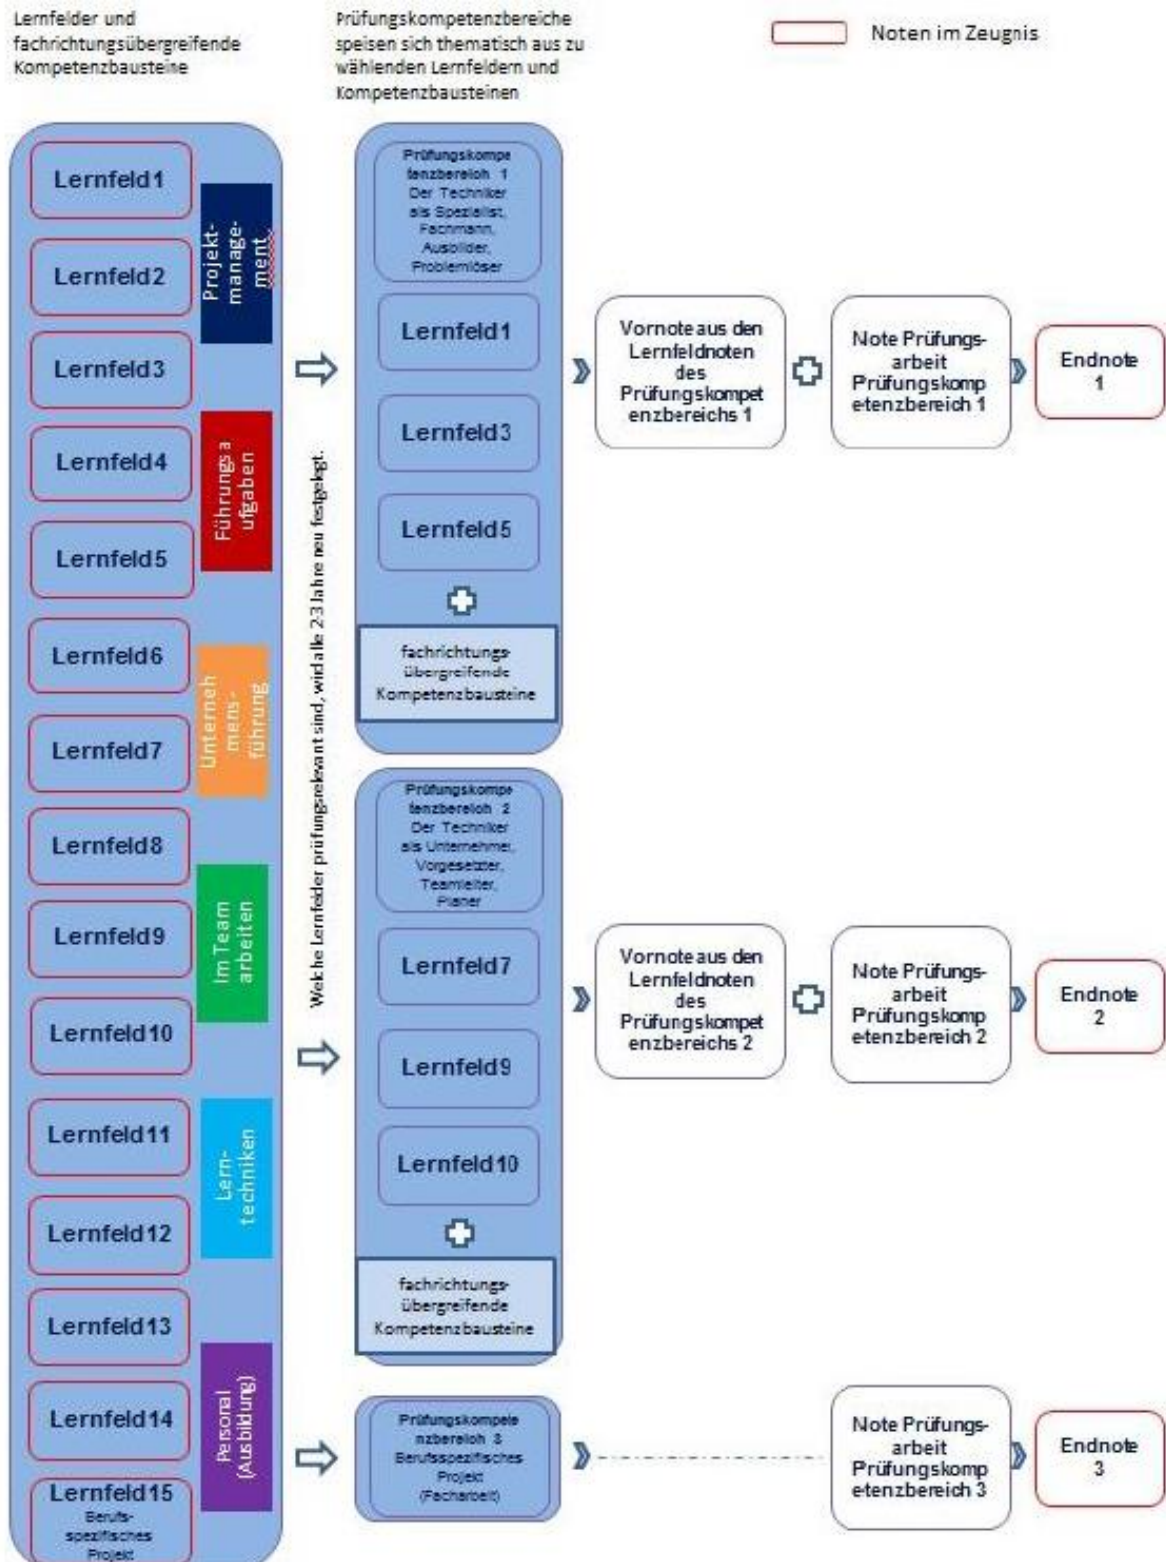 Lernfelder und
fachrichtungsübergreifende
Kompetenzbausteine
Prüfungskompetenzbereiche
speisen sich thematisch aus zu
wählenden Lernfeldern und
Kompetenzbausteinen
Noten im Zeugnis
Lernfeld1
Lernfeld2
Lernfeld3
Lernfeld4
Lernfeld5
Lernfeld6
Lernfeld7
Lernfeld8
Lernfeld9
Lernfeld10
Lernfeld11
Lernfeld12
Lernfeld13
Lernfeld14
Lernfeld15
Berufs-
spezifisches
Projekt
Projekt-
manage-
ment
Führungsa
ufgaben
Unterneh
mens-
führung
Im Team
arbeiten
Lern-
techniken
Personal
(Ausbildung)
Welche Lernfelder prüfungsrelevant sind, wird alle 2-3 Jahre neu festgelegt.
Prüfungskompe
tenzbereich 1
Der Techniker
als Spezialist,
Fachmann,
Ausbilder,
Problemlöser
Lernfeld1
Lernfeld3
Lernfeld5
fachrichtungs-
übergreifende
Kompetenzbausteine
Vornote aus den
Lernfeldnoten
des
Prüfungskompet
enzbereichs 1
Note Prüfungs-
arbeit
Prüfungskomp
etenzbereich 1
Endnote
1
Prüfungskompe
tenzbereich 2
Der Techniker
als Unternehmer,
Vorgesetzter,
Teamleiter,
Planer
Lernfeld7
Lernfeld9
Lernfeld10
fachrichtungs-
übergreifende
Kompetenzbausteine
Vornote aus den
Lernfeldnoten
des
Prüfungskompet
enzbereichs 2
Note Prüfungs-
arbeit
Prüfungskomp
etenzbereich 2
Endnote
2
Prüfungskompete
nzbereich 3
Berufsspezifisches
Projekt
(Facharbeit)
Note Prüfungs-
arbeit
Prüfungskomp
etenzbereich 3
Endnote
3